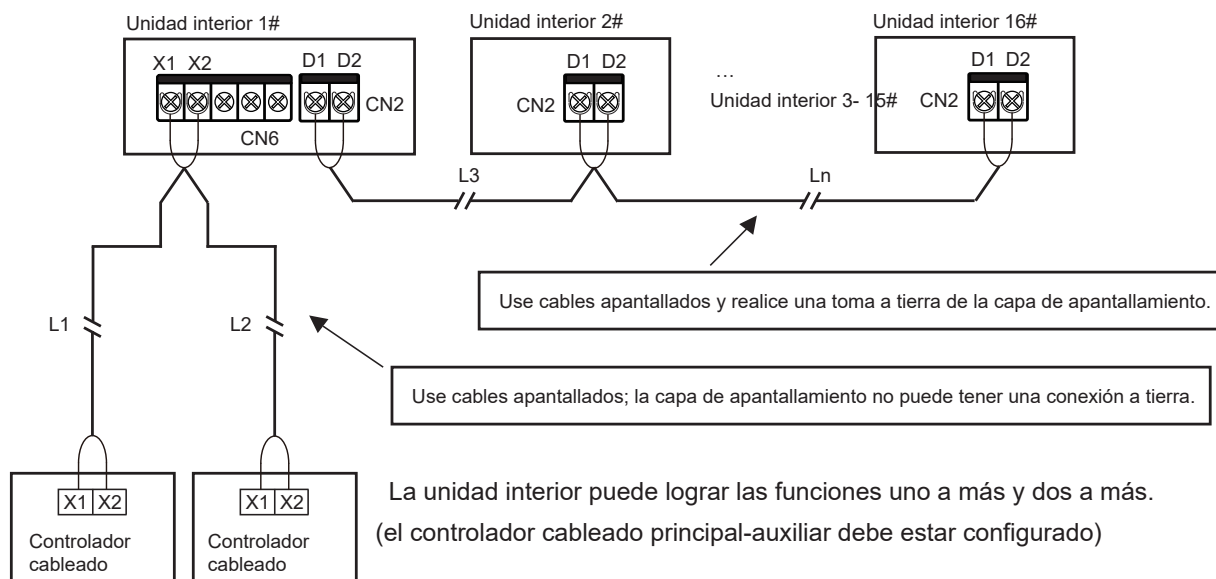 Unidad interior 1#
Unidad interior 2#
Unidad interior 16#
X1 X2
D1 D2
CN2
CN6
D1 D2
CN2
...
Unidad interior 3- 15#
D1 D2
CN2
L3
Ln
Use cables apantallados y realice una toma a tierra de la capa de apantallamiento.
L1
L2
Use cables apantallados; la capa de apantallamiento no puede tener una conexión a tierra.
X1 X2
Controlador
cableado
X1 X2
Controlador
cableado
La unidad interior puede lograr las funciones uno a más y dos a más.
(el controlador cableado principal-auxiliar debe estar configurado)